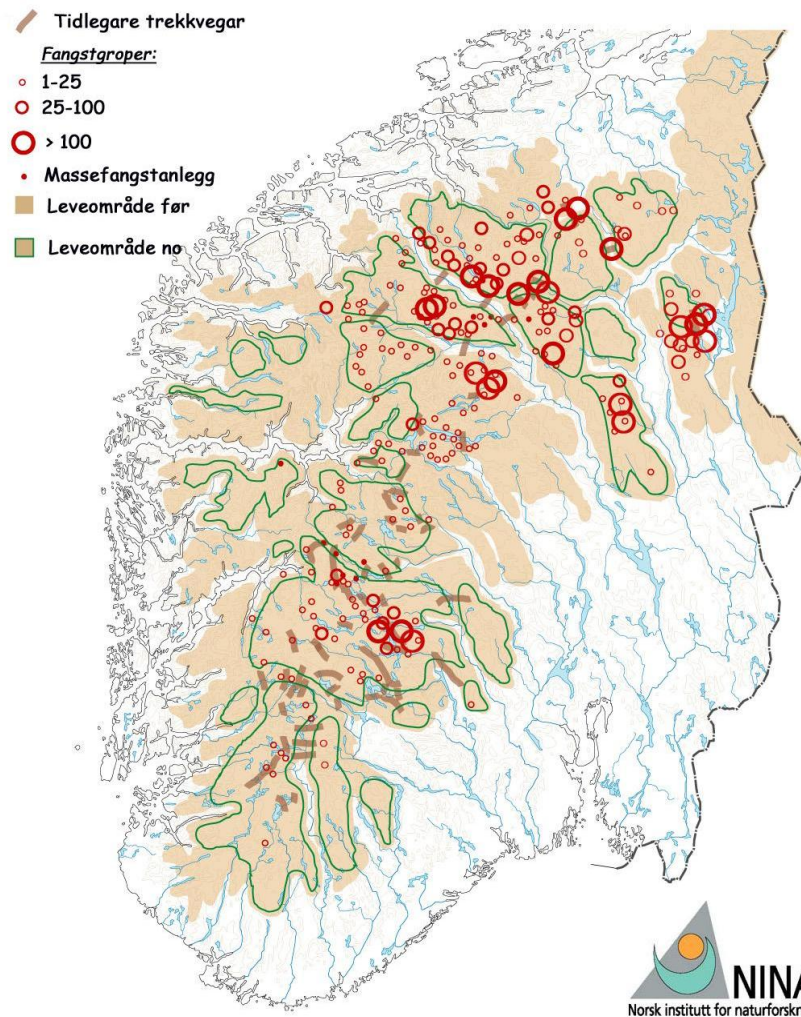 Tidlegare trekkvegar
Fangstgroper:
1-25
25-100
> 100
Massefangstanlegg
Leveområde før
Leveområde no
NINA
Norsk institutt for naturforskn